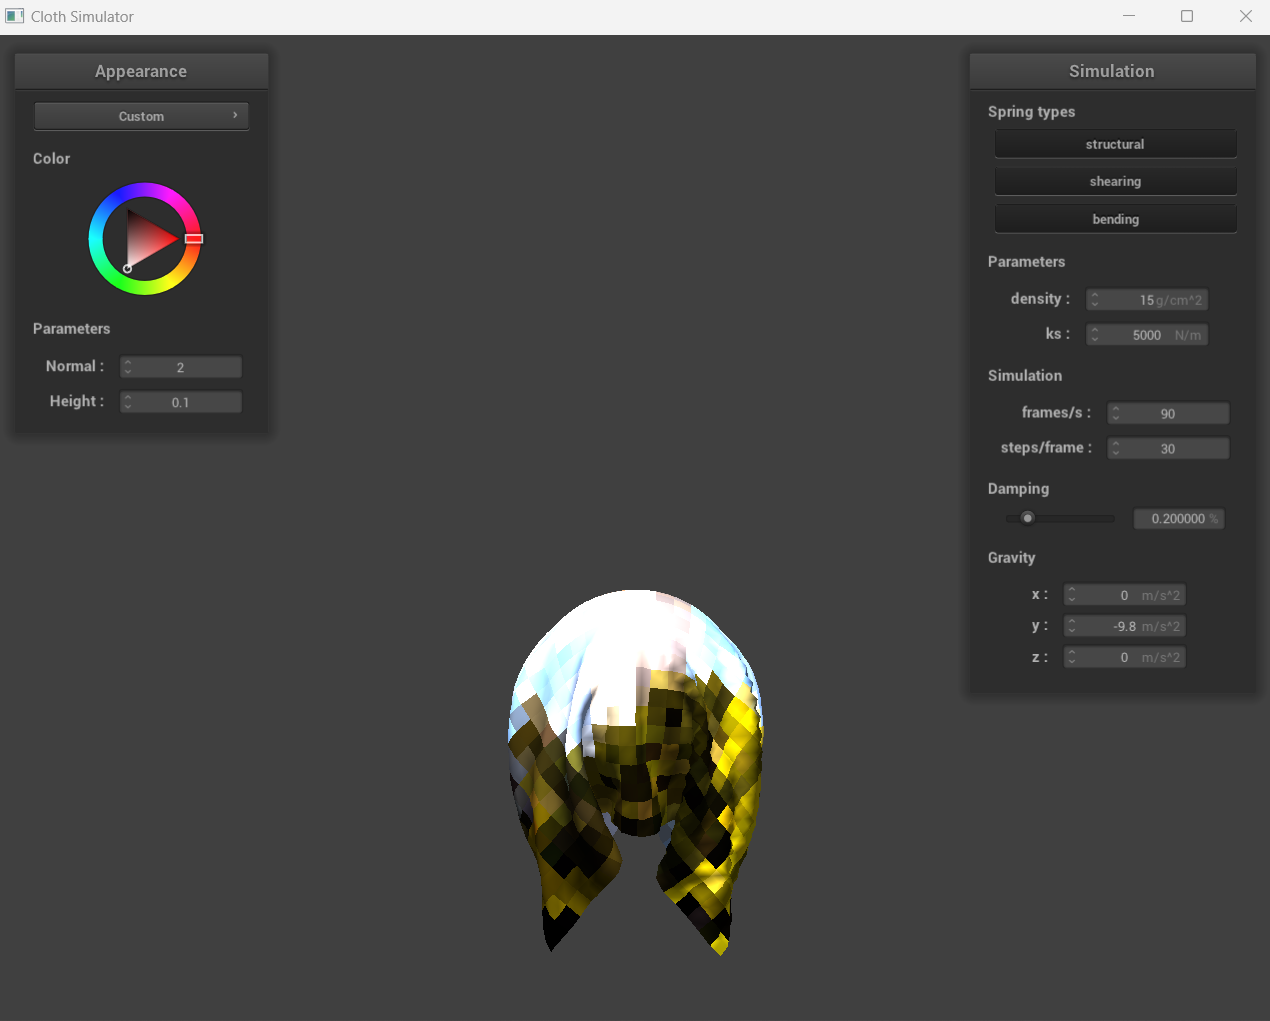 Cloth Simulator
Appearance
Custom
Color
Parameters
Normal : 2
Height : 0.1
Simulation
Spring types
structural
shearing
bending
Parameters
density : 15 g/cm^2
ks : 5000 N/m
Simulation
frames/s : 90
steps/frame : 30
Damping
0.200000 %
Gravity
x : 0 m/s^2
y : -9.8 m/s^2
z : 0 m/s^2